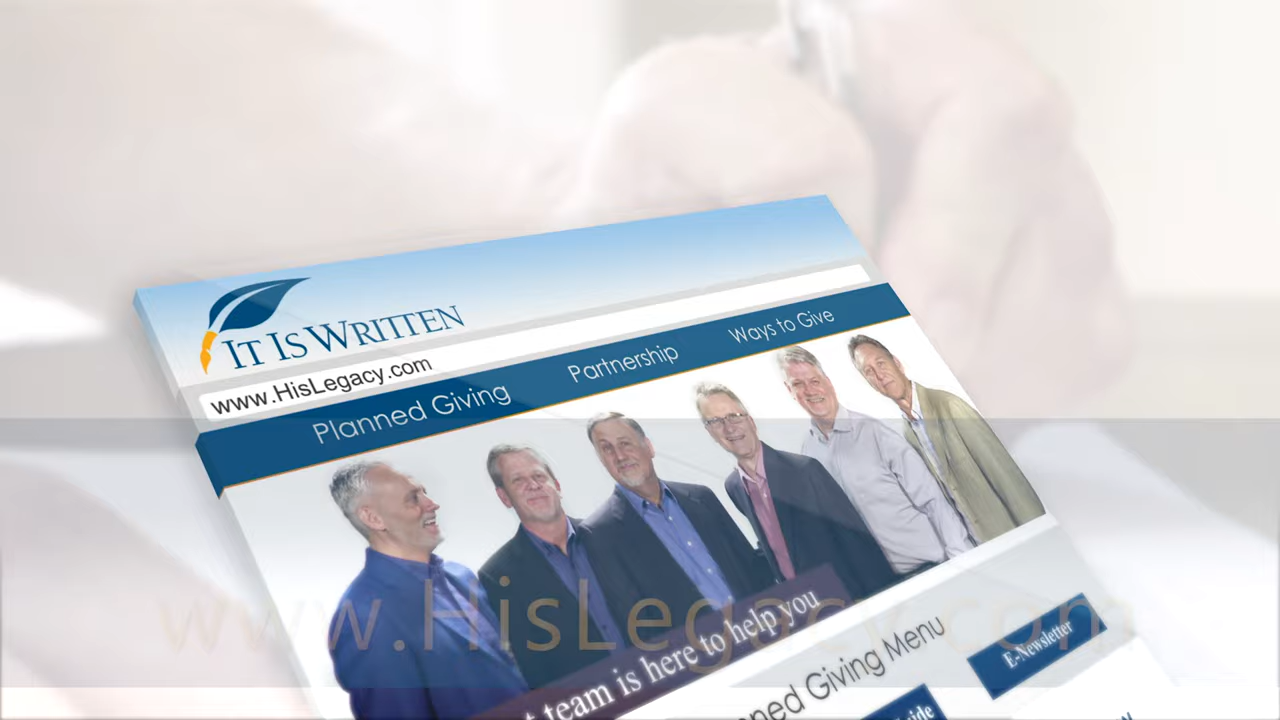 IT IS WRITTEN
www.HisLegacy.com
Planned Giving Partnership Ways to Give
team is here to help you
www.HisLegacy.com
Giving Menu
E-Newsletter